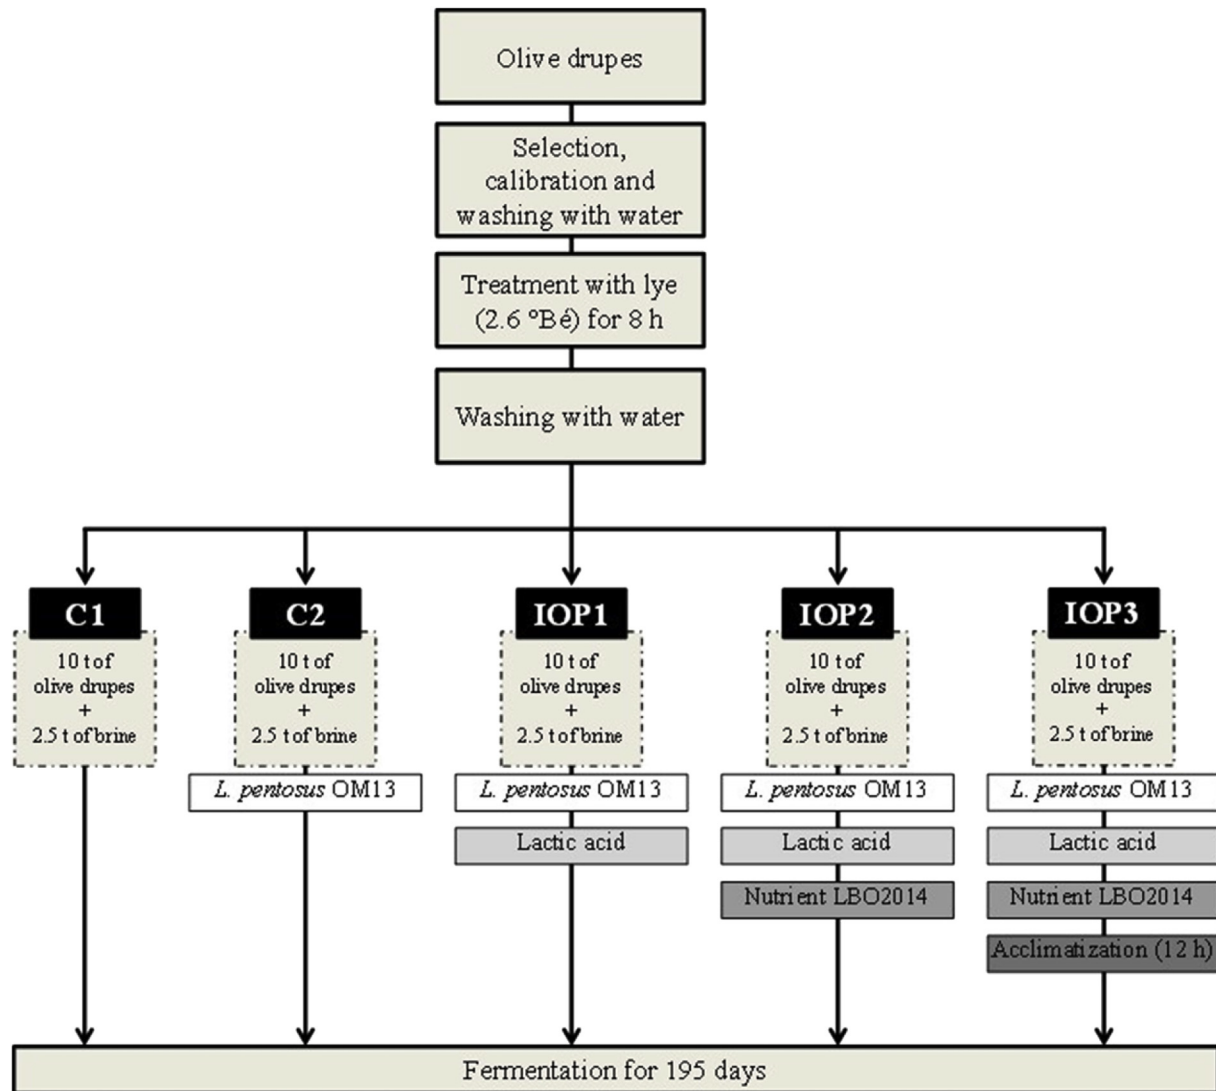 Olive drupes
Selection,
calibration and
washing with water
Treatment with lye
(2.6 °Bé) for 8 h
Washing with water
C1
C2
IOP1
IOP2
IOP3
10 t of
olive drupes
+
2.5 t of brine
10 t of
olive drupes
+
2.5 t of brine
10 t of
olive drupes
+
2.5 t of brine
10 t of
olive drupes
+
2.5 t of brine
10 t of
olive drupes
+
2.5 t of brine
L. pentosus OM13
L. pentosus OM13
L. pentosus OM13
L. pentosus OM13
Lactic acid
Lactic acid
Lactic acid
Nutrient LBO2014
Nutrient LBO2014
Acclimatization (12 h)
Fermentation for 195 days